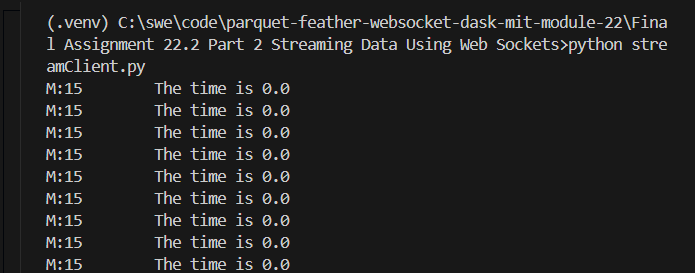 (.venv) C:\swe\code\parquet-feather-websocket-dask-mit-module-22\Fina
l Assignment 22.2 Part 2 Streaming Data Using Web Sockets>python stre
amClient.py
M:15 The time is 0.0
M:15 The time is 0.0
M:15 The time is 0.0
M:15 The time is 0.0
M:15 The time is 0.0
M:15 The time is 0.0
M:15 The time is 0.0
M:15 The time is 0.0
M:15 The time is 0.0